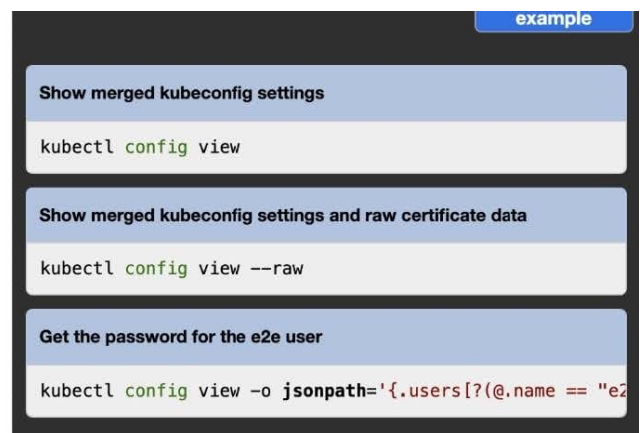 example
Show merged kubeconfig settings
kubectl config view
Show merged kubeconfig settings and raw certificate data
kubectl config view --raw
Get the password for the e2e user
kubectl config view -o jsonpath='{.users[?(@.name == "e2